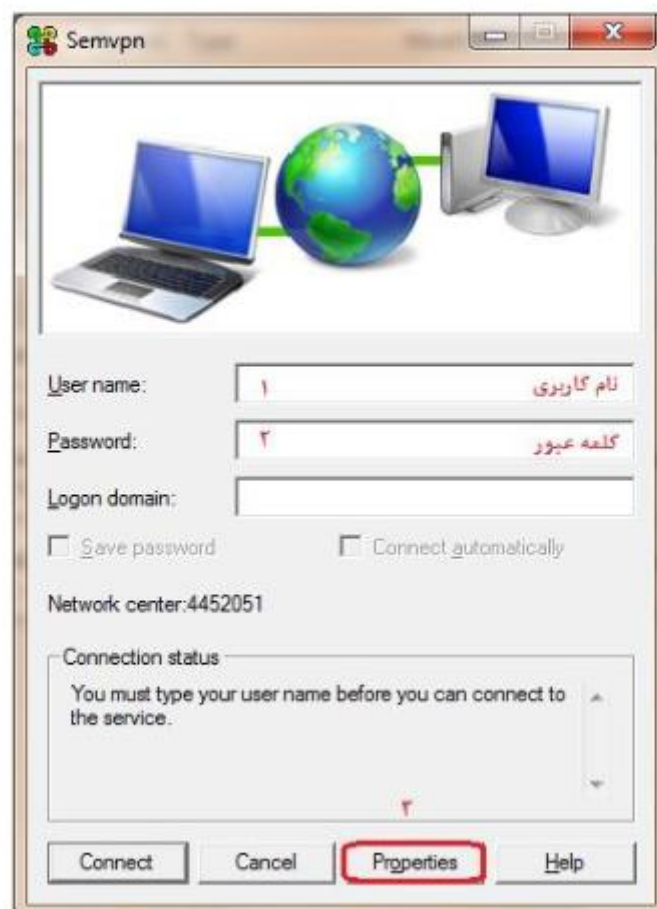 Semvpn
User name: ۱ نام کاربری
Password: ۲ کلمه عبور
Logon domain:
Save password Connect automatically
Network center:4452051
Connection status
You must type your user name before you can connect to
the service.
۳
Connect Cancel Properties Help